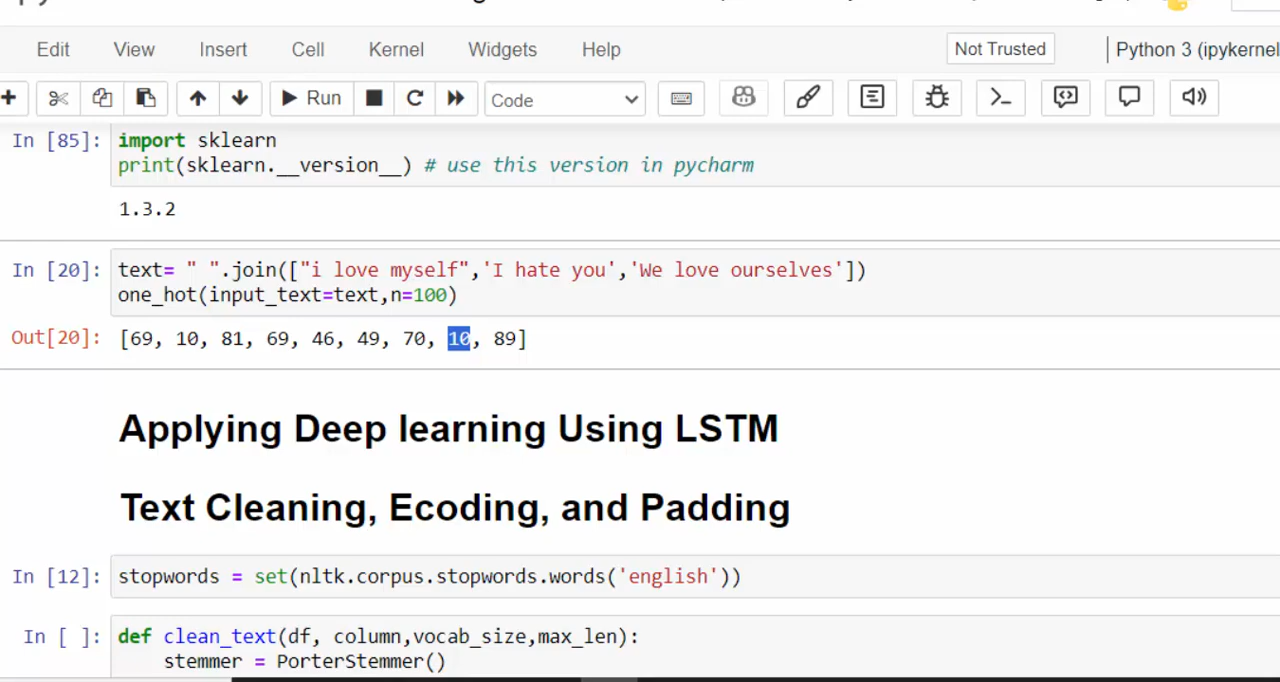 Edit View Insert Cell Kernel Widgets Help Not Trusted Python 3 (ipykernel
Run Code
In [85]: import sklearn
print(sklearn.__version__) # use this version in pycharm
1.3.2
In [20]: text= " ".join(["i love myself",'I hate you','We love ourselves'])
one_hot(input_text=text,n=100)
Out[20]: [69, 10, 81, 69, 46, 49, 70, 10, 89]
Applying Deep learning Using LSTM
Text Cleaning, Ecoding, and Padding
In [12]: stopwords = set(nltk.corpus.stopwords.words('english'))
In [ ]: def clean_text(df, column,vocab_size,max_len):
stemmer = PorterStemmer()